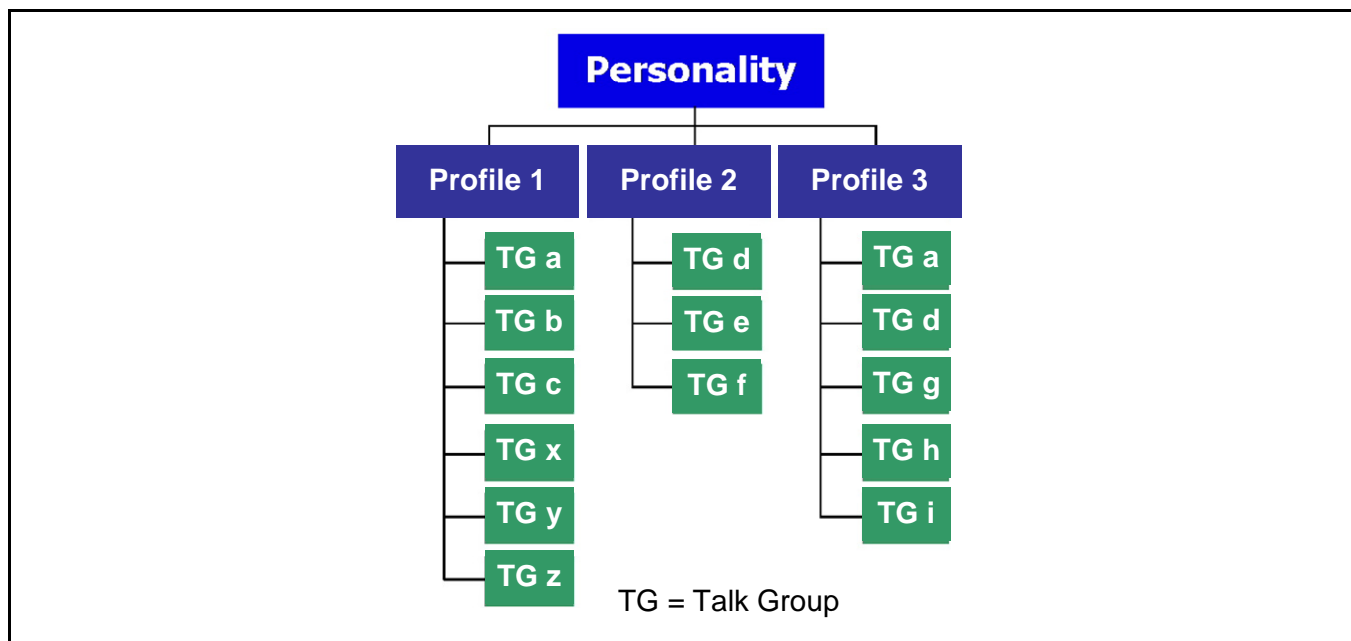 Personality
Profile 1
Profile 2
Profile 3
TG a
TG b
TG c
TG x
TG y
TG z
TG d
TG e
TG f
TG a
TG d
TG g
TG h
TG i
TG = Talk Group